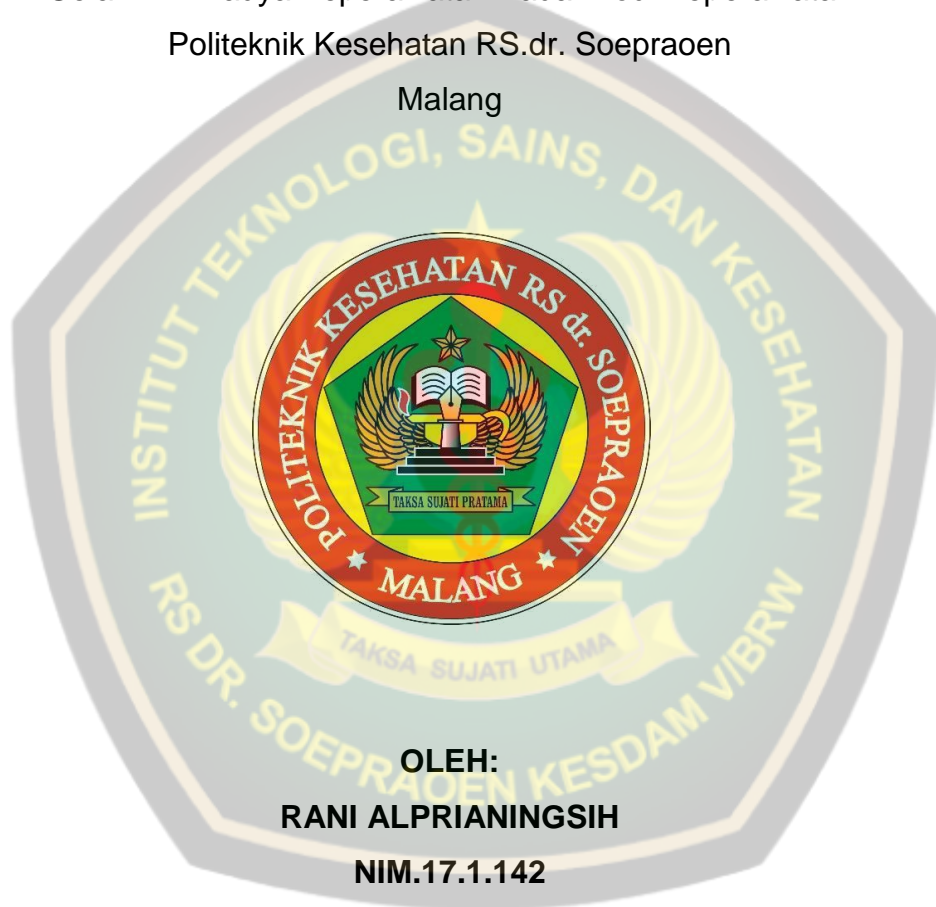 Politeknik Kesehatan RS.dr. Soepraoen
Malang
INSTITUT TEKNOLOGI, SAINS, DAN KESEHATAN
RS DR. SOEPRAOEN KESDAM V/BRW
TAKSA SUJATI UTAMA
POLITEKNIK KESEHATAN RS dr. SOEPRAOEN
MALANG
TAKSA SUJATI PRATAMA
OLEH:
RANI ALPRIANINGSIH
NIM.17.1.142